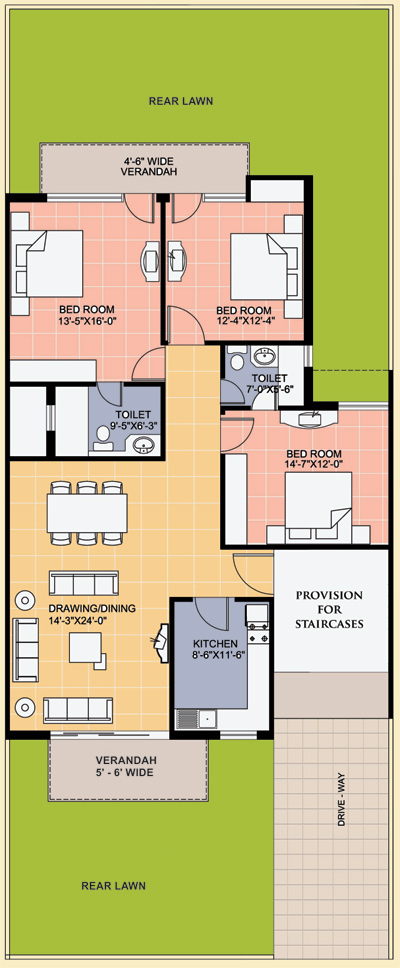 REAR LAWN
4'-6" WIDE
VERANDAH
BED ROOM
13'-5"X16'-0"
BED ROOM
12'-4"X12'-4"
TOILET
7'-0"X5'-6"
TOILET
9'-5"X6'-3"
BED ROOM
14'-7"X12'-0"
DRAWING/DINING
14'-3"X24'-0"
PROVISION
FOR
STAIRCASES
KITCHEN
8'-6"X11'-6"
VERANDAH
5' - 6' WIDE
DRIVE - WAY
REAR LAWN